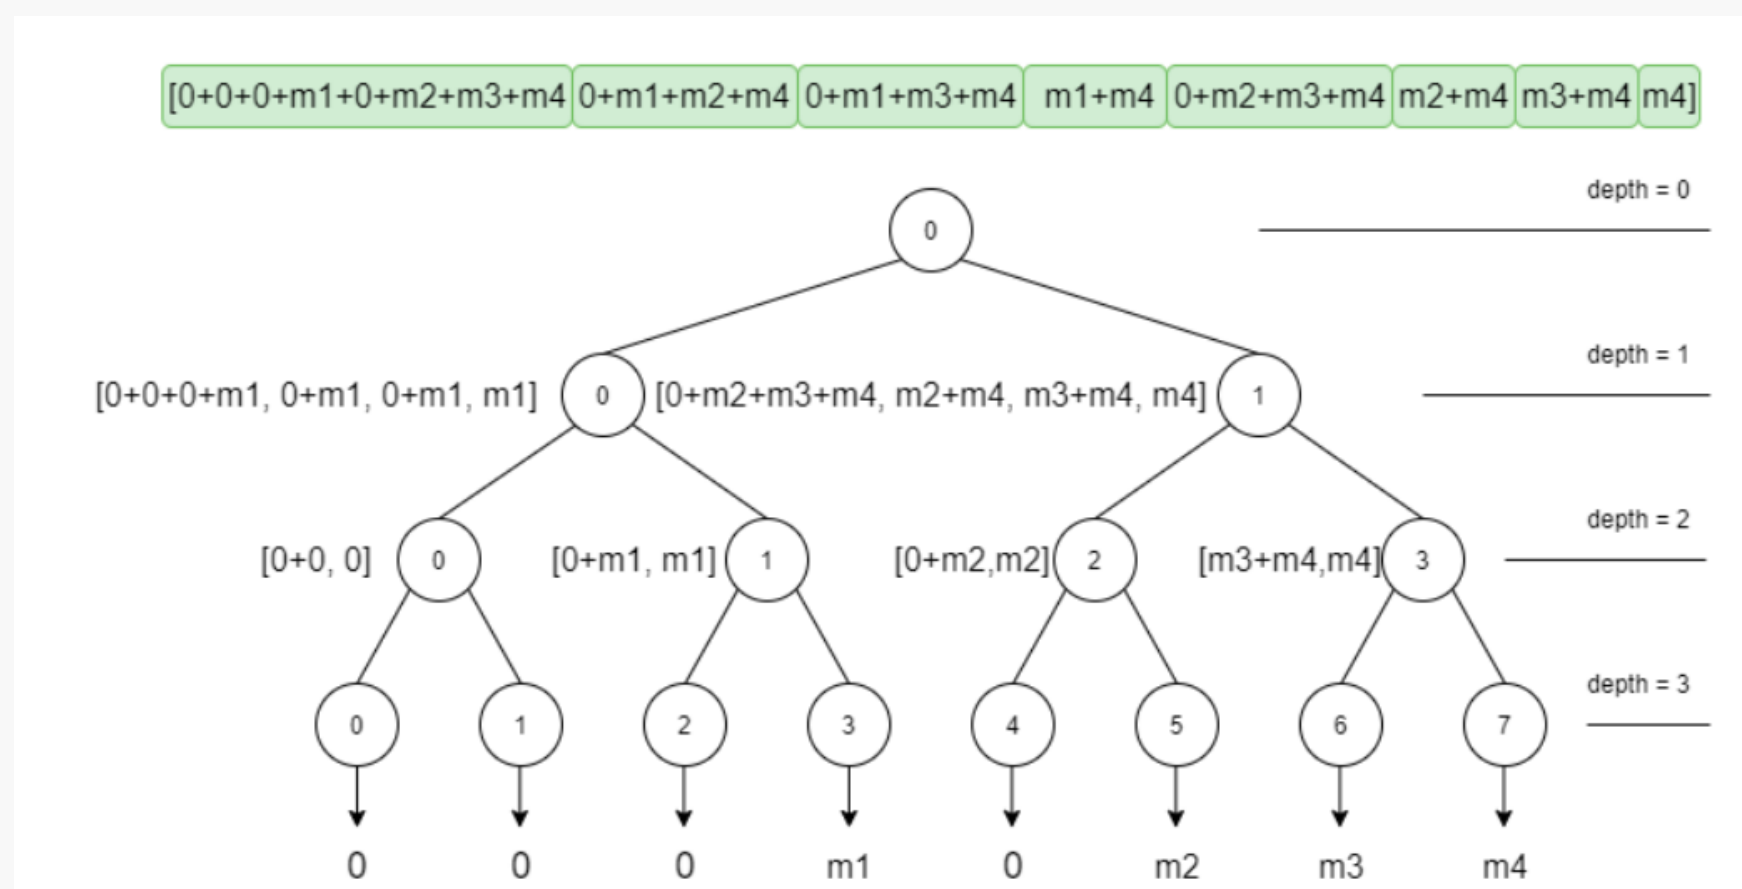 [0+0+0+m1+0+m2+m3+m4 0+m1+m2+m4 0+m1+m3+m4 m1+m4 0+m2+m3+m4 m2+m4 m3+m4 m4]
depth = 0
0
depth = 1
[0+0+0+m1, 0+m1, 0+m1, m1] 0 [0+m2+m3+m4, m2+m4, m3+m4, m4] 1
depth = 2
[0+0, 0] 0 [0+m1, m1] 1 [0+m2,m2] 2 [m3+m4,m4] 3
depth = 3
0 1 2 3 4 5 6 7
0 0 0 m1 0 m2 m3 m4